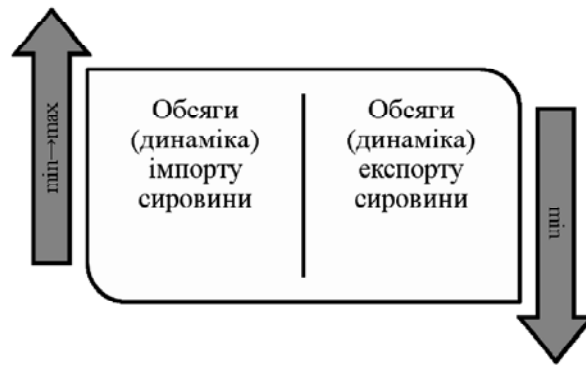 min→max
Обсяги
(динаміка)
імпорту
сировини
Обсяги
(динаміка)
експорту
сировини
min